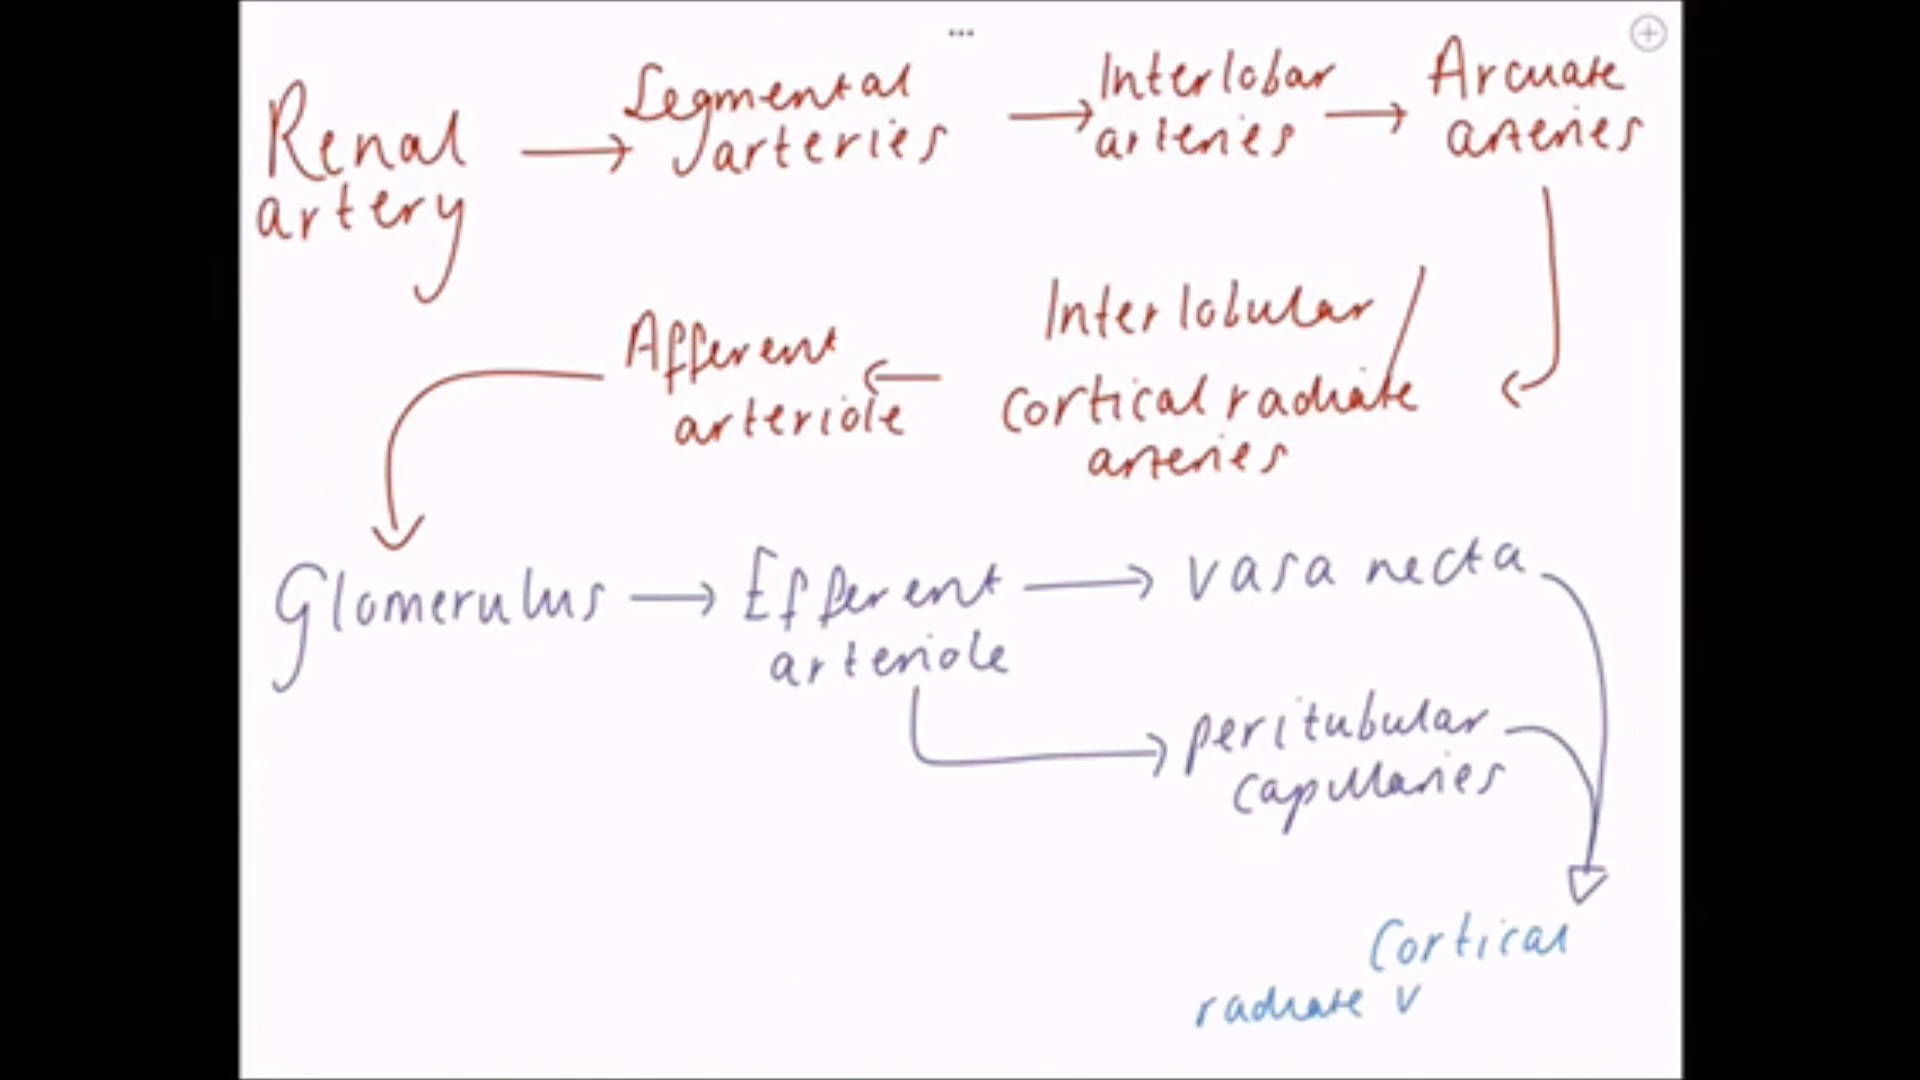 Renal
artery
Segmental
arteries
Interlobar
arteries
Arcuate
arteries
Interlobular /
cortical radiate
arteries
Afferent
arteriole
Glomerulus
Efferent
arteriole
vasa recta
peritubular
capillaries
Cortical
radiate v